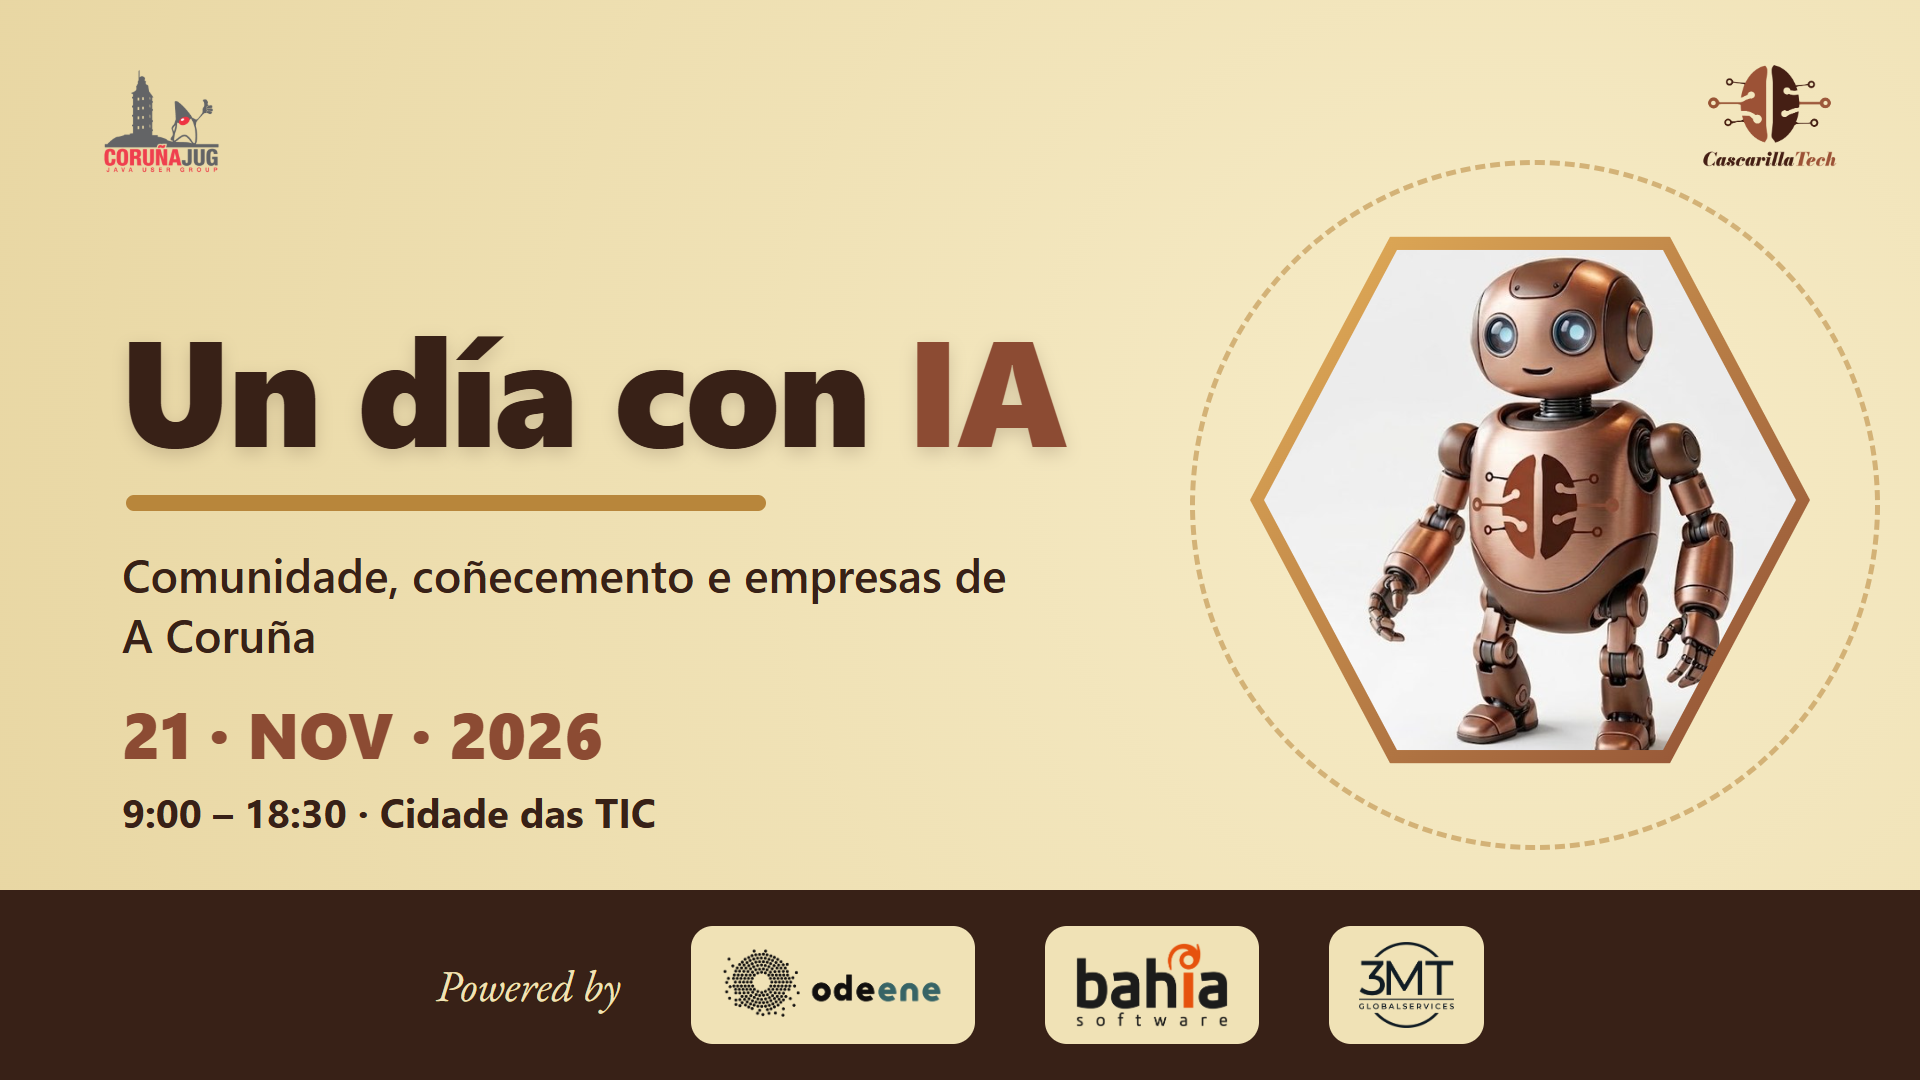 CORUÑAJUG
JAVA USER GROUP
CascarillaTech
Un día con IA
Comunidade, coñecemento e empresas de
A Coruña
21 · NOV · 2026
9:00 – 18:30 · Cidade das TIC
Powered by
odeene
bahia
software
3MT
GLOBALSERVICES